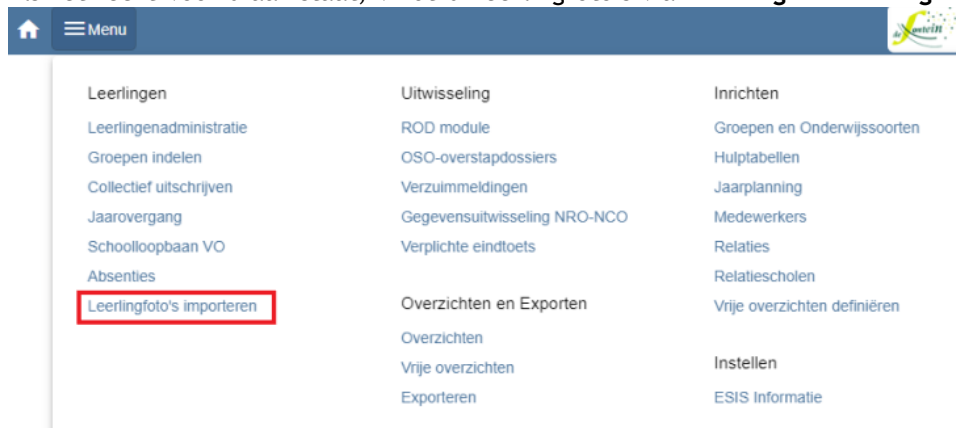 Menu
de Fontein
Leerlingen
Leerlingenadministratie
Groepen indelen
Collectief uitschrijven
Jaarovergang
Schoolloopbaan VO
Absenties
Leerlingfoto's importeren
Uitwisseling
ROD module
OSO-overstapdossiers
Verzuimmeldingen
Gegevensuitwisseling NRO-NCO
Verplichte eindtoets
Overzichten en Exporten
Overzichten
Vrije overzichten
Exporteren
Inrichten
Groepen en Onderwijssoorten
Hulptabellen
Jaarplanning
Medewerkers
Relaties
Relatiescholen
Vrije overzichten definiëren
Instellen
ESIS Informatie